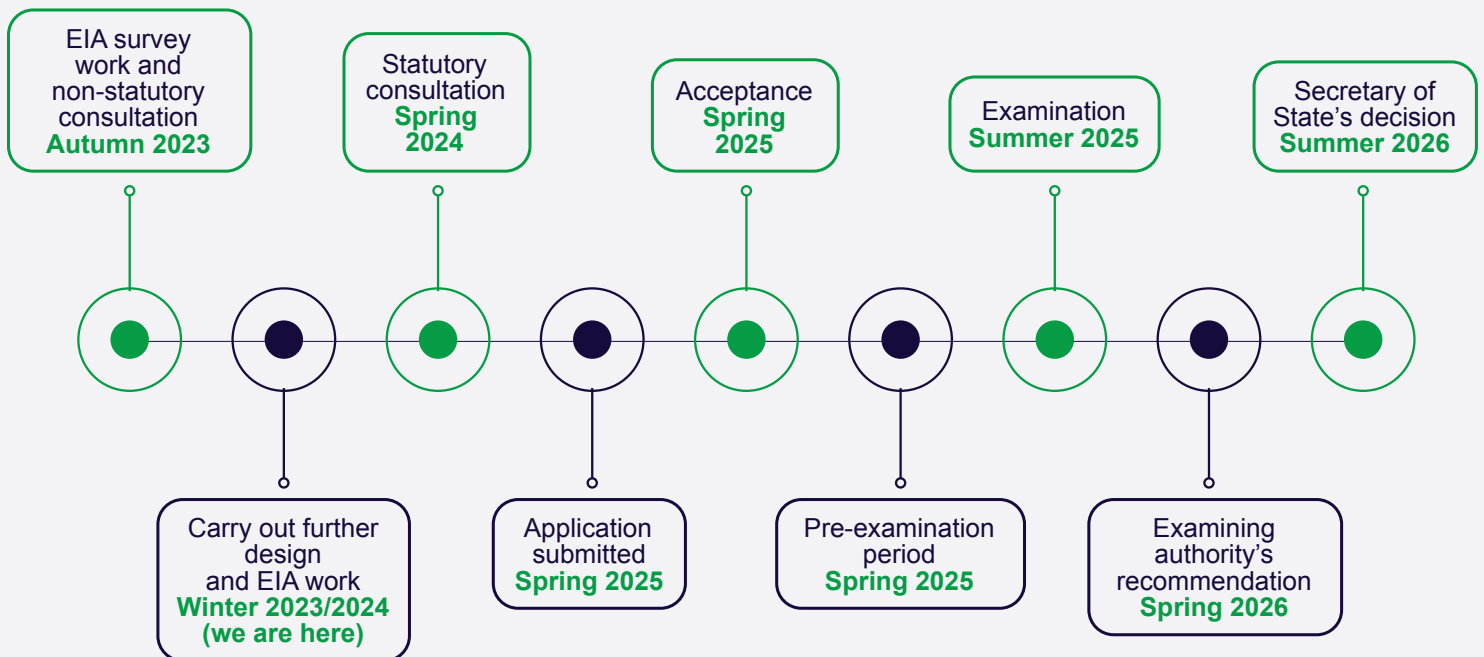 EIA survey
work and
non-statutory
consultation
Autumn 2023
Carry out further
design
and EIA work
Winter 2023/2024
(we are here)
Statutory
consultation
Spring
2024
Application
submitted
Spring 2025
Acceptance
Spring
2025
Pre-examination
period
Spring 2025
Examination
Summer 2025
Examining
authority’s
recommendation
Spring 2026
Secretary of
State’s decision
Summer 2026